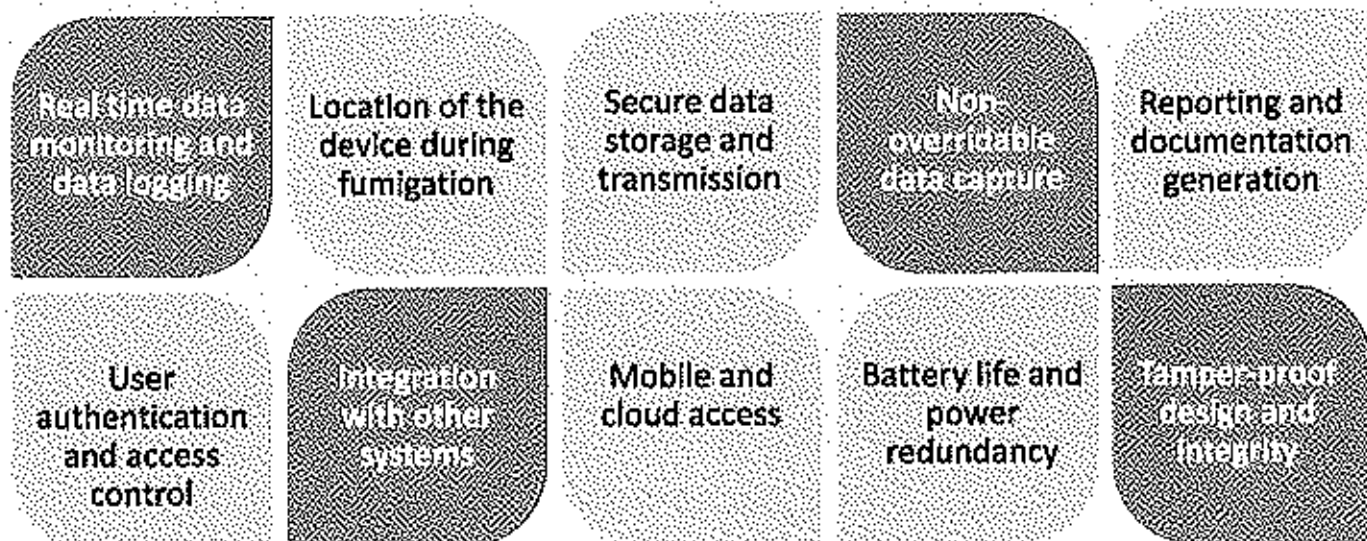 Real time data
monitoring and
data logging
Location of the
device during
fumigation
Secure data
storage and
transmission
Non-
overridable
data capture
Reporting and
documentation
generation
User
authentication
and access
control
Integration
with other
systems
Mobile and
cloud access
Battery life and
power
redundancy
Tamper-proof
design and
integrity